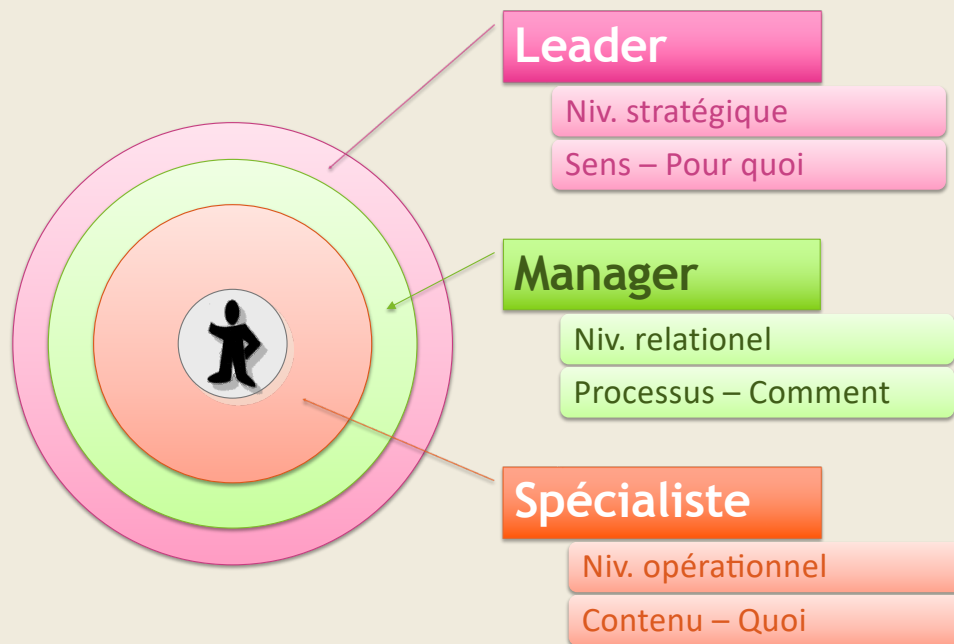 Leader
Niv. stratégique
Sens – Pour quoi
Manager
Niv. relationel
Processus – Comment
Spécialiste
Niv. opérationnel
Contenu – Quoi